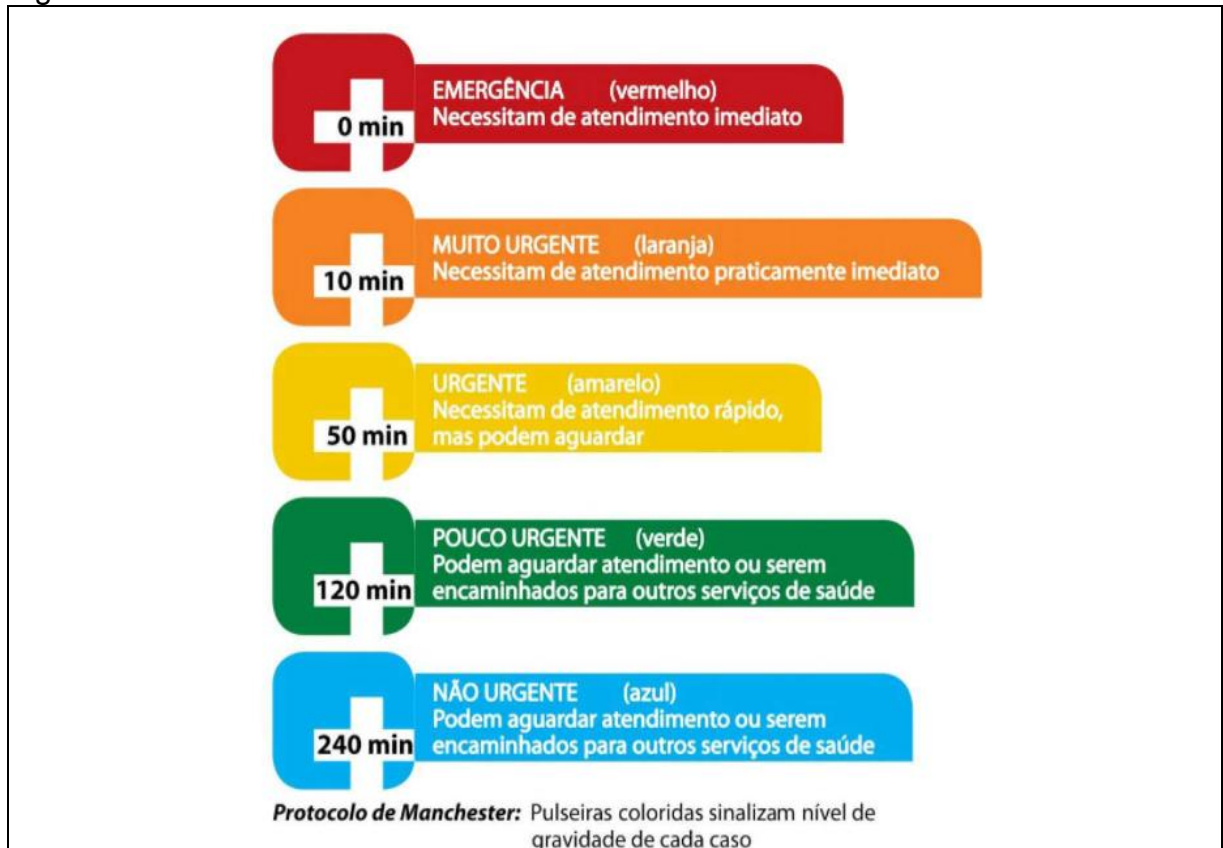 EMERGÊNCIA (vermelho)
Necessitam de atendimento imediato
0 min
MUITO URGENTE (laranja)
Necessitam de atendimento praticamente imediato
10 min
URGENTE (amarelo)
Necessitam de atendimento rápido,
mas podem aguardar
50 min
POUCO URGENTE (verde)
Podem aguardar atendimento ou serem
encaminhados para outros serviços de saúde
120 min
NÃO URGENTE (azul)
Podem aguardar atendimento ou serem
encaminhados para outros serviços de saúde
240 min
Protocolo de Manchester: Pulseiras coloridas sinalizam nível de
gravidade de cada caso